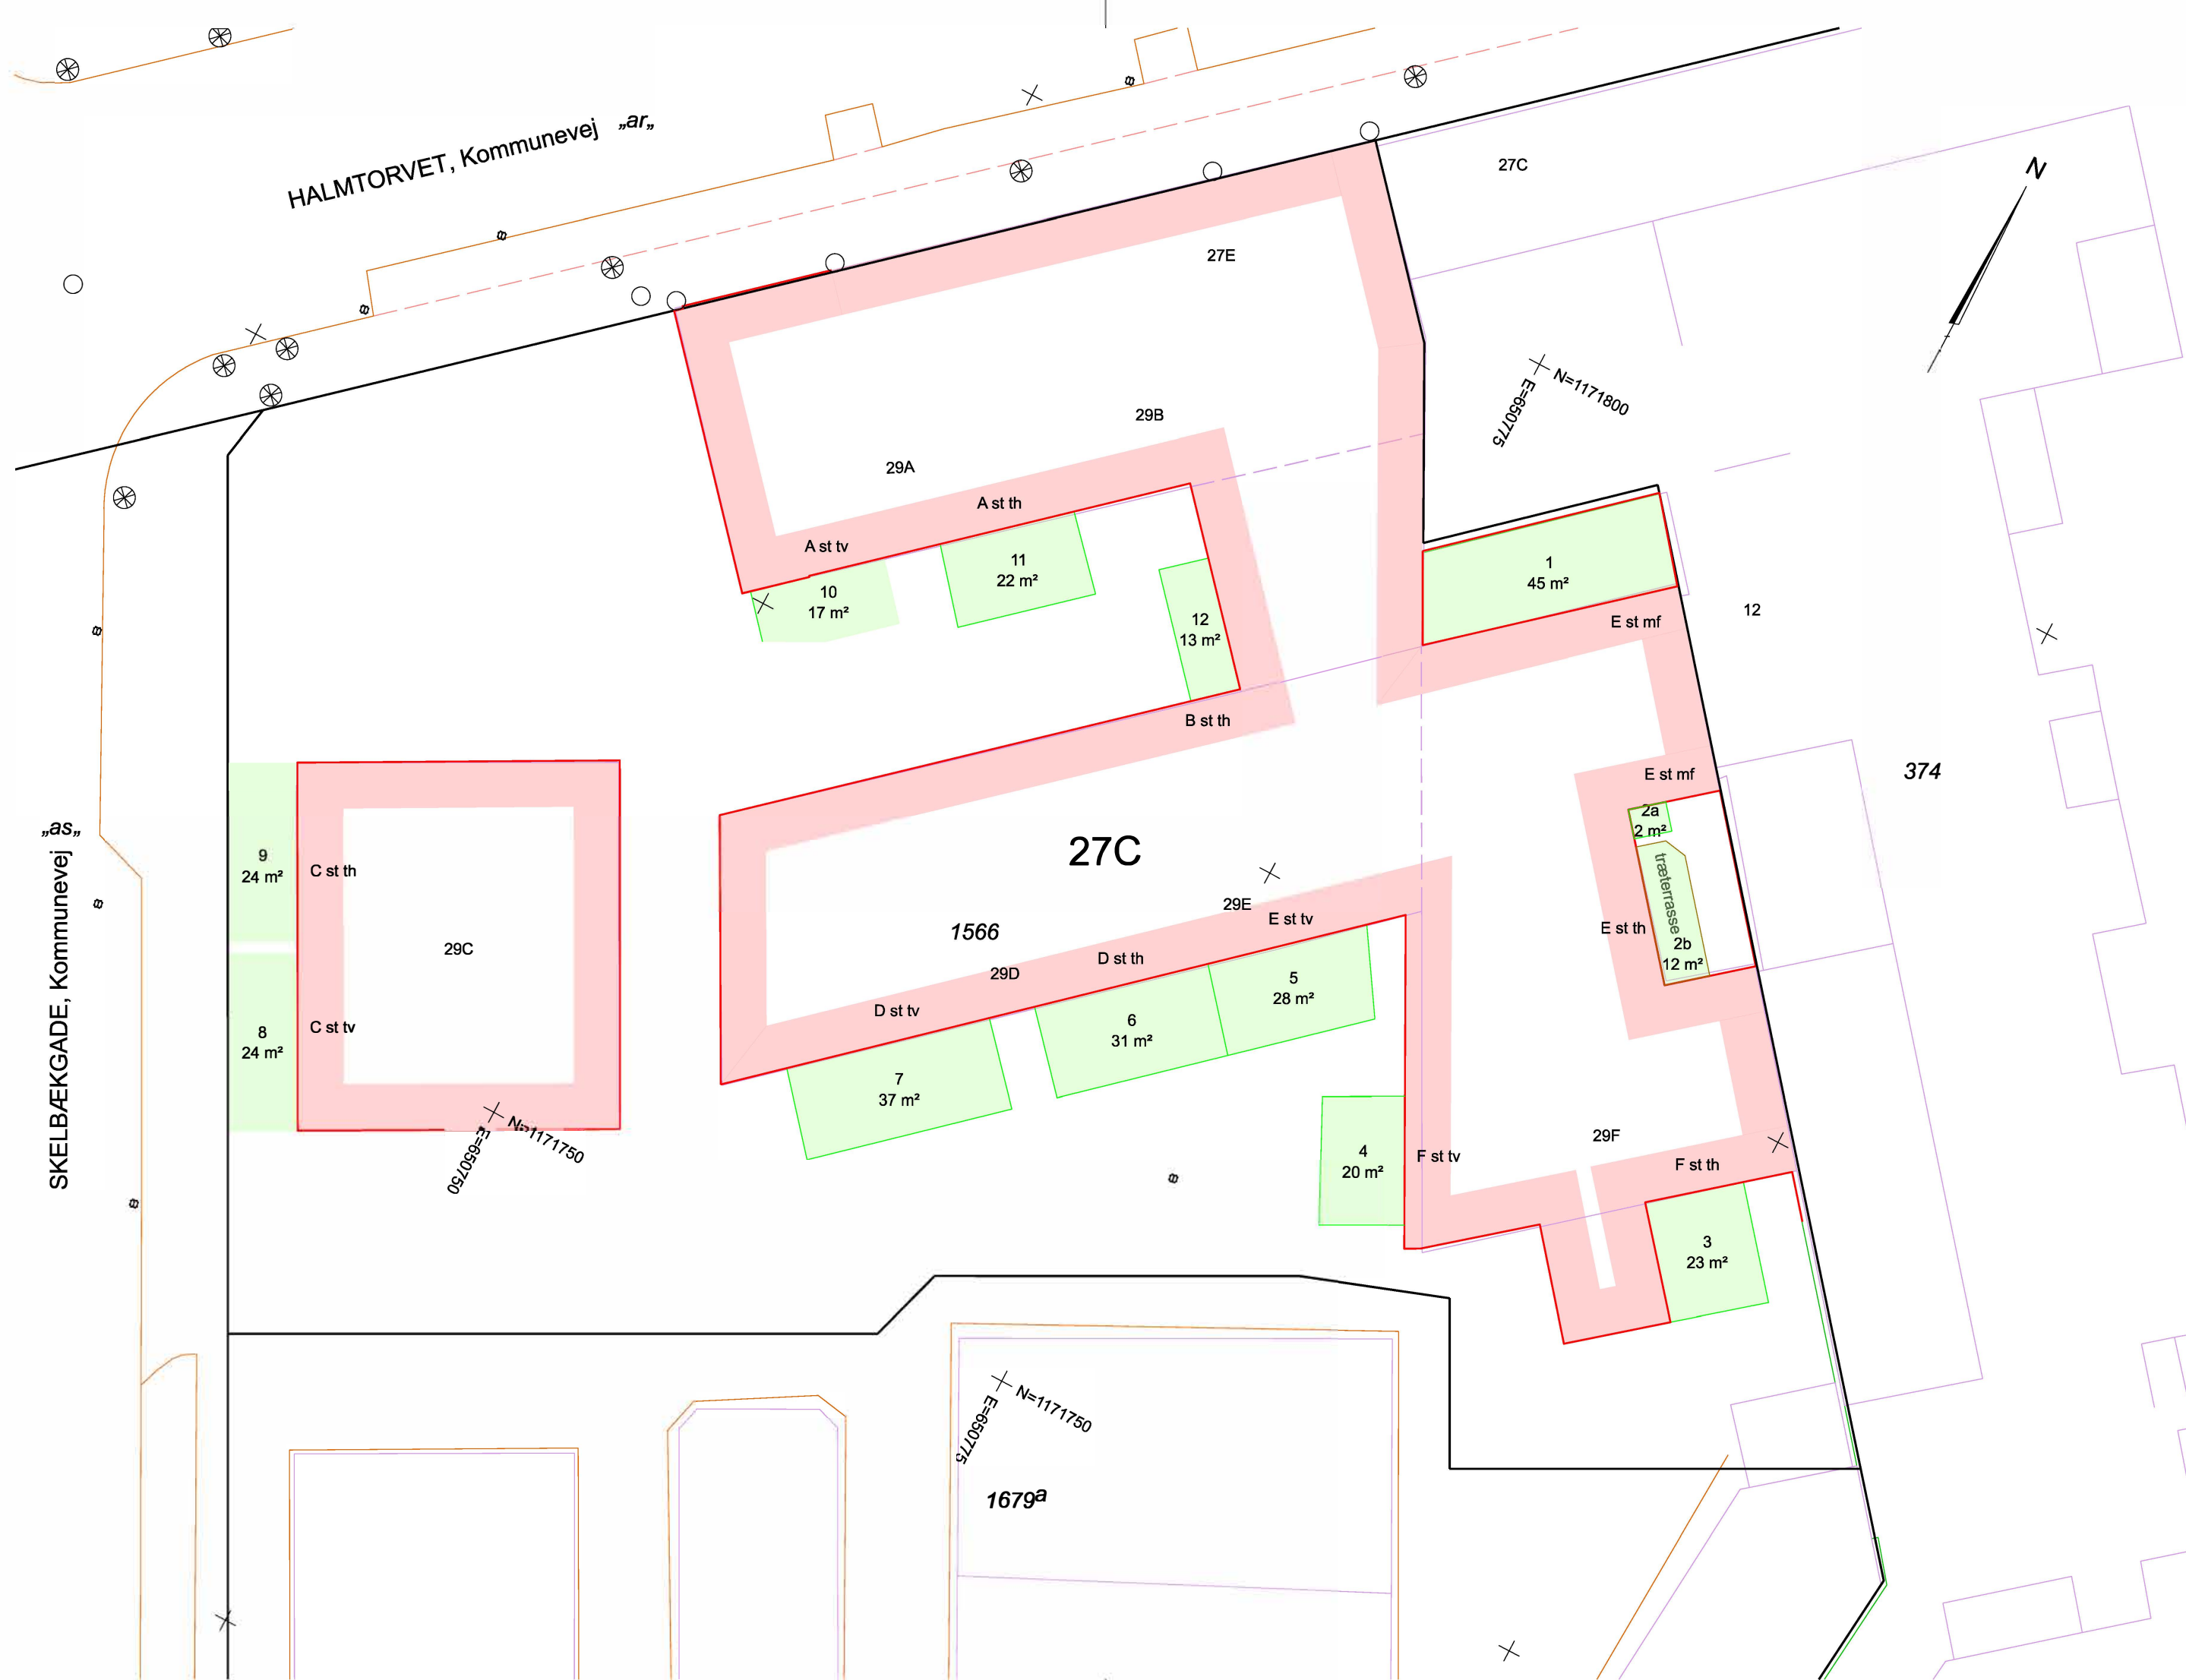 HALMTORVET, Kommunevej „ar„
27C
N
27E
N=1171800
E=650775
29B
29A
A st th
A st tv
11
22 m²
10
17 m²
12
13 m²
1
45 m²
E st mf
12
B st th
E st mf
374
2a
2 m²
træterrasse
2b
12 m²
E st th
SKELBÆKGADE, Kommunevej „as„
9
24 m²
C st th
29C
8
24 m²
C st tv
27C
1566
29E
E st tv
D st th
29D
D st tv
5
28 m²
6
31 m²
7
37 m²
N=1171750
E=650750
4
20 m²
F st tv
29F
F st th
3
23 m²
N=1171750
E=650775
1679a